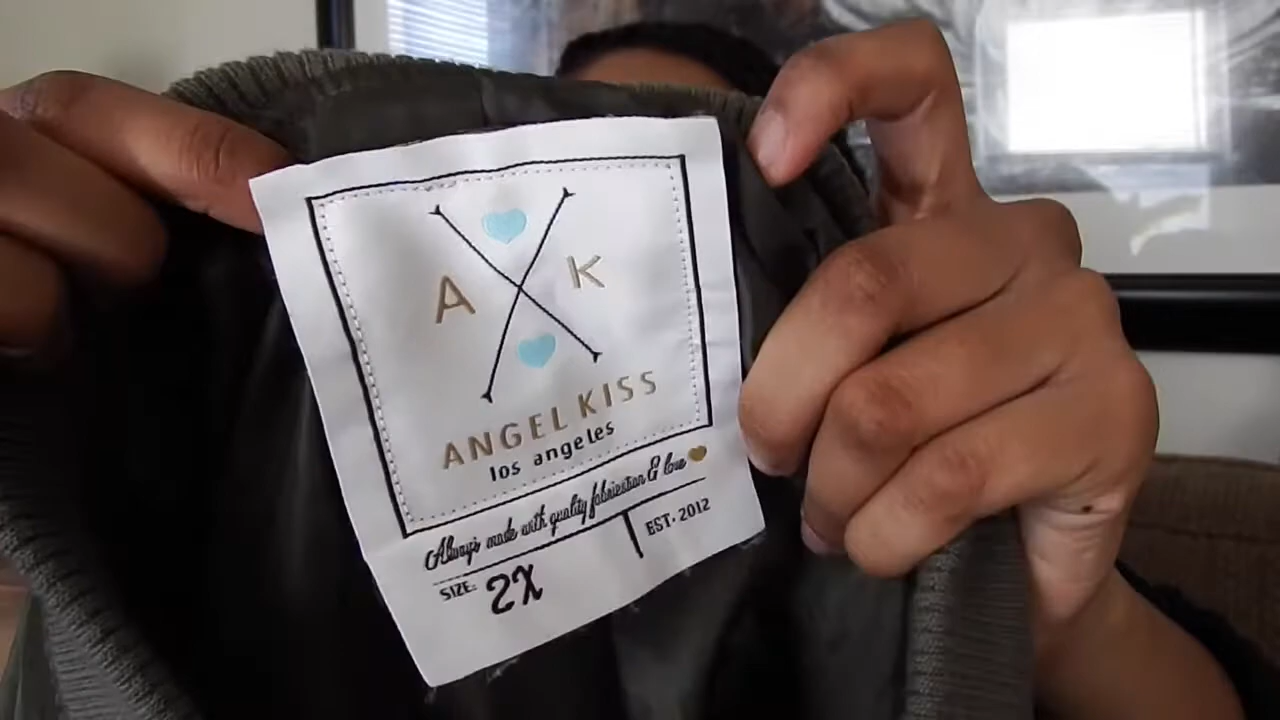 A K
ANGEL KISS
los angeles
Always made with quality fabrication & love
EST. 2012
SIZE: 2X